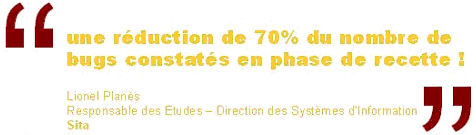 une réduction de 70% du nombre de
bugs constatés en phase de recette !
Lionel Planès
Responsable des Etudes – Direction des Systèmes d'Information
Sita